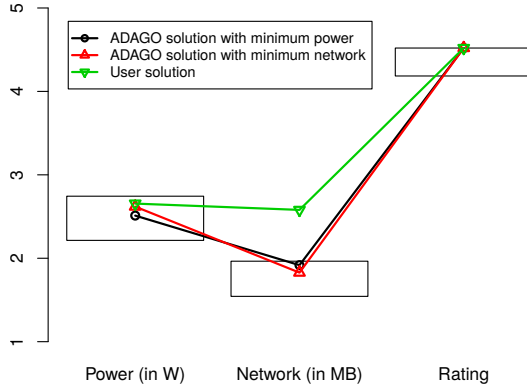 5
4
3
2
1
ADAGO solution with minimum power
ADAGO solution with minimum network
User solution
Power (in W)
Network (in MB)
Rating